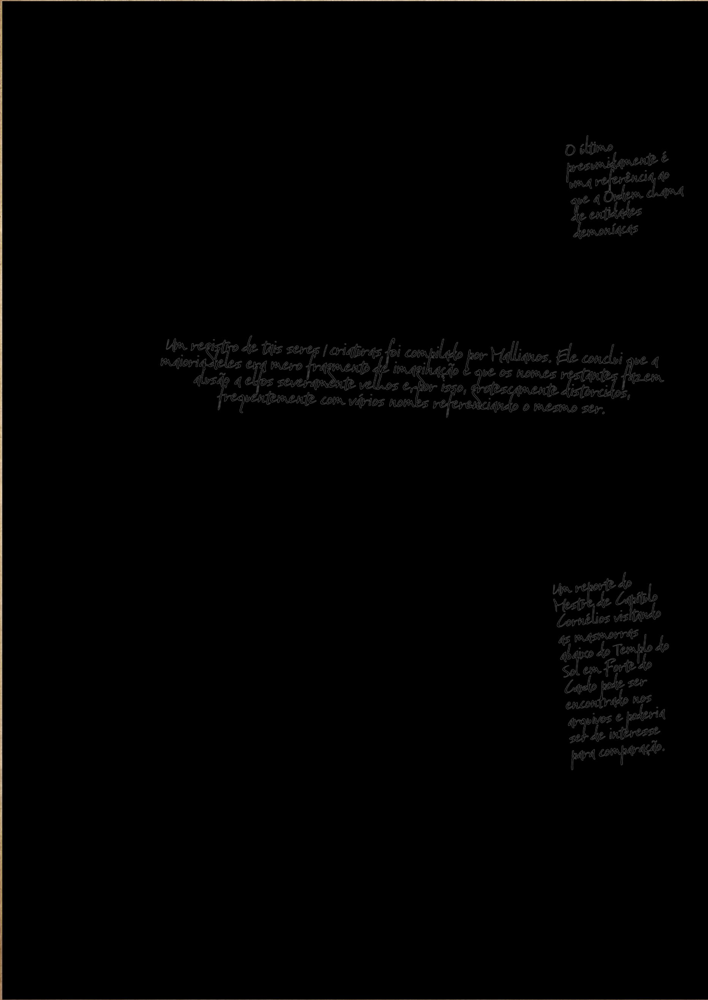 O último
presumidamente é
uma referência ao
que a Ordem chama
de entidades
demoníacas
Um registro de tais seres / criaturas foi compilado por Mallianos. Ele conclui que a
maioria deles era mero fragmento de imaginação e que os nomes restantes fazem
alusão a elfos severamente velhos e, por isso, grotescamente distorcidos,
frequentemente com vários nomes referenciando o mesmo ser.
Um reporte do
Mestre de Capítulo
Cornélios visitando
as masmorras
abaixo do Templo do
Sol em Forte do
Cardo pode ser
encontrado nos
arquivos e poderia
ser de interesse
para comparação.